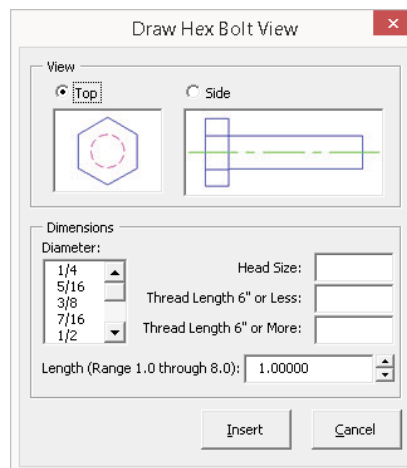 Draw Hex Bolt View
View
Top
Side
Dimensions
Diameter:
1/4
5/16
3/8
7/16
1/2
Head Size:
Thread Length 6" or Less:
Thread Length 6" or More:
Length (Range 1.0 through 8.0): 1.00000
Insert Cancel